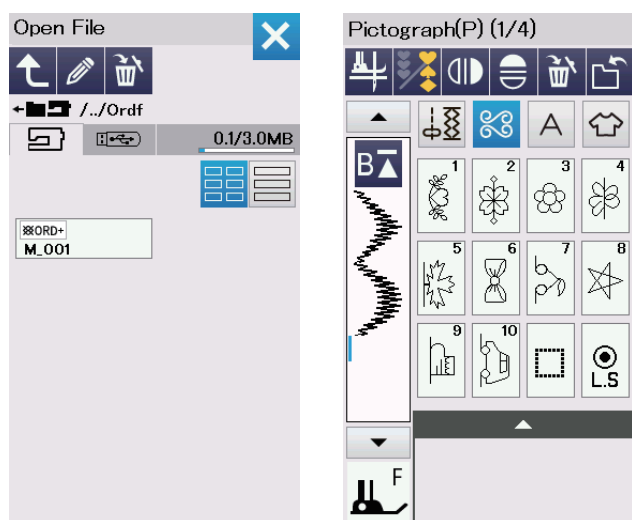 Open File
/../Ordf
0.1/3.0MB
ORD+
M_001
Pictograph(P) (1/4)
A
B
1 2 3 4
5 6 7 8
9 10
L.S
F